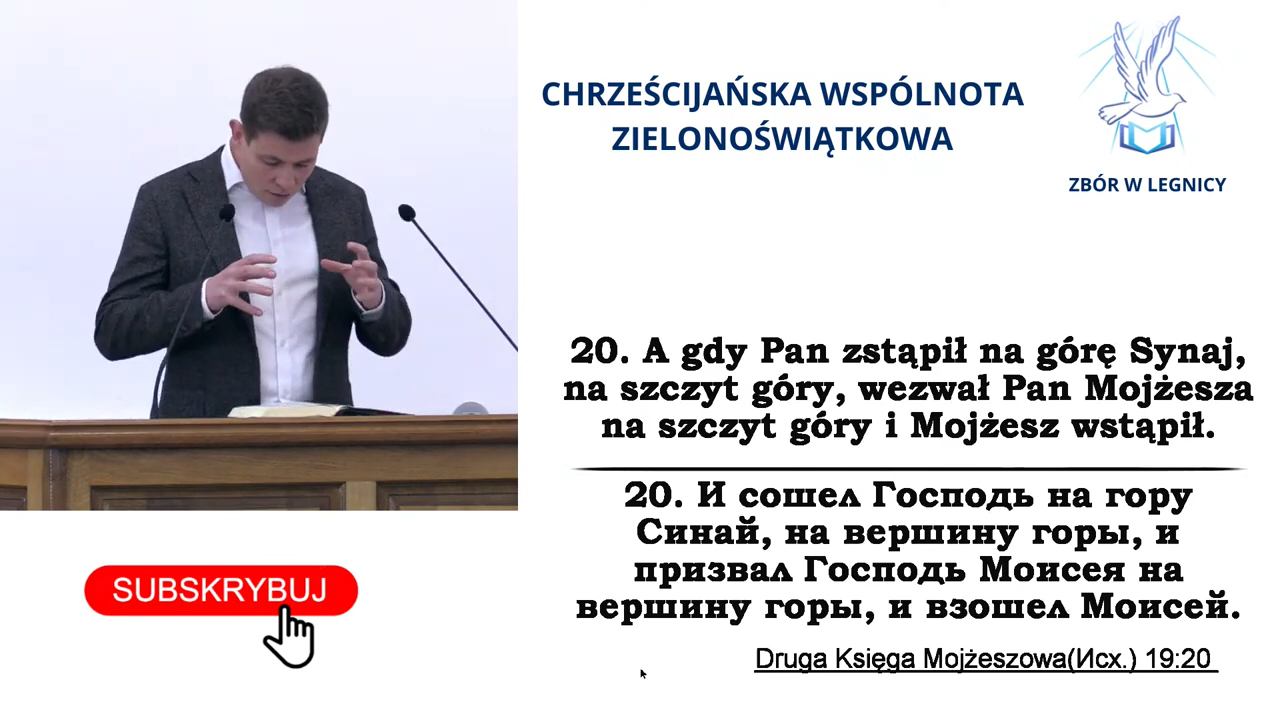 CHRZEŚCIJAŃSKA WSPÓLNOTA
ZIELONOŚWIĄTKOWA
ZBÓR W LEGNICY
20. A gdy Pan zstąpił na górę Synaj,
na szczyt góry, wezwał Pan Mojżesza
na szczyt góry i Mojżesz wstąpił.
20. И сошел Господь на гору
Синай, на вершину горы, и
призвал Господь Моисея на
вершину горы, и взошел Моисей.
Druga Księga Mojżeszowa(Исх.) 19:20
SUBSKRYBUJ